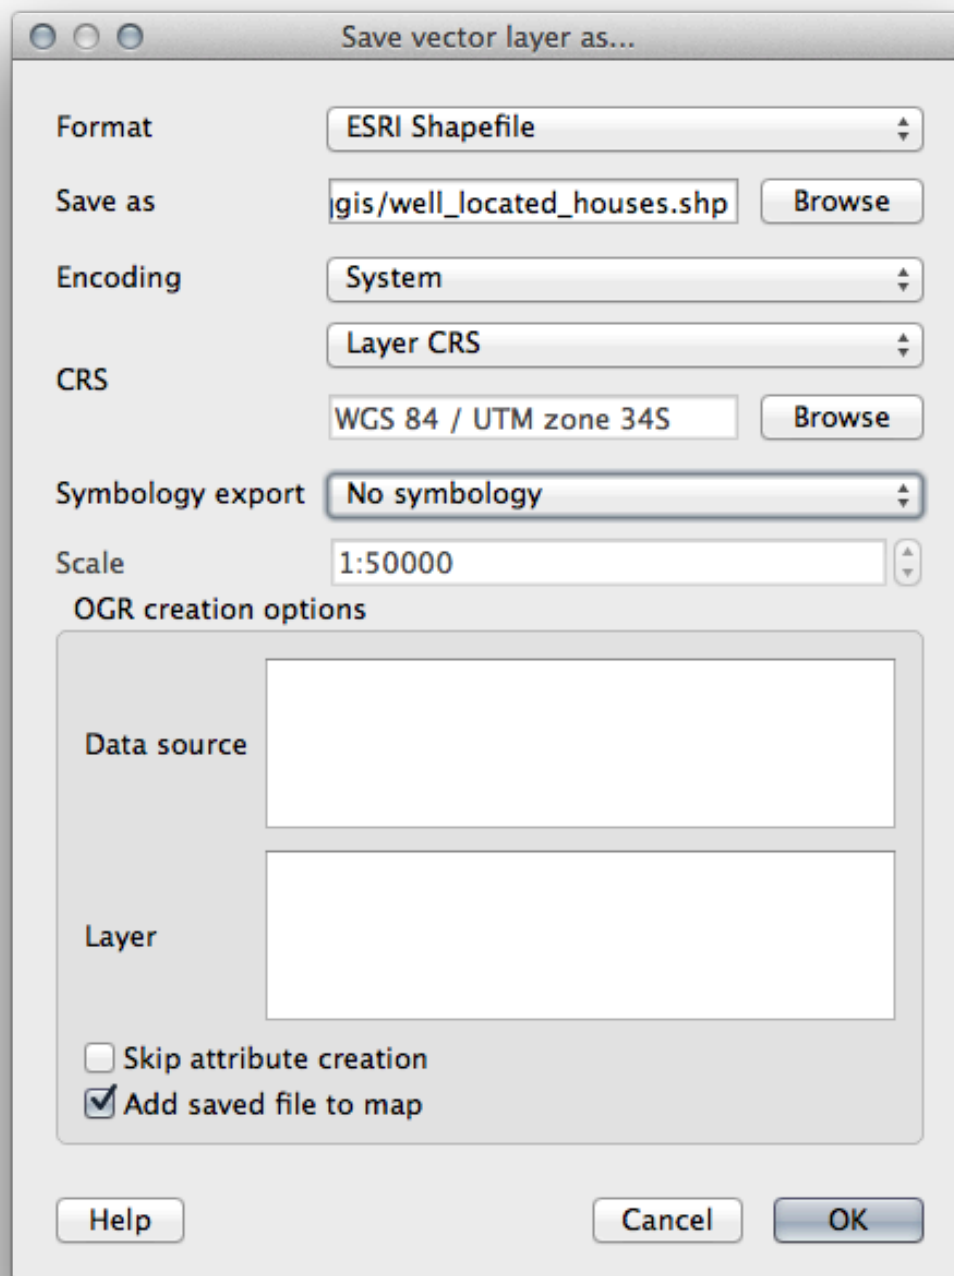 Save vector layer as...
Format ESRI Shapefile
Save as gis/well_located_houses.shp Browse
Encoding System
Layer CRS
CRS
WGS 84 / UTM zone 34S Browse
Symbology export No symbology
Scale 1:50000
OGR creation options
Data source
Layer
Skip attribute creation
Add saved file to map
Help Cancel OK